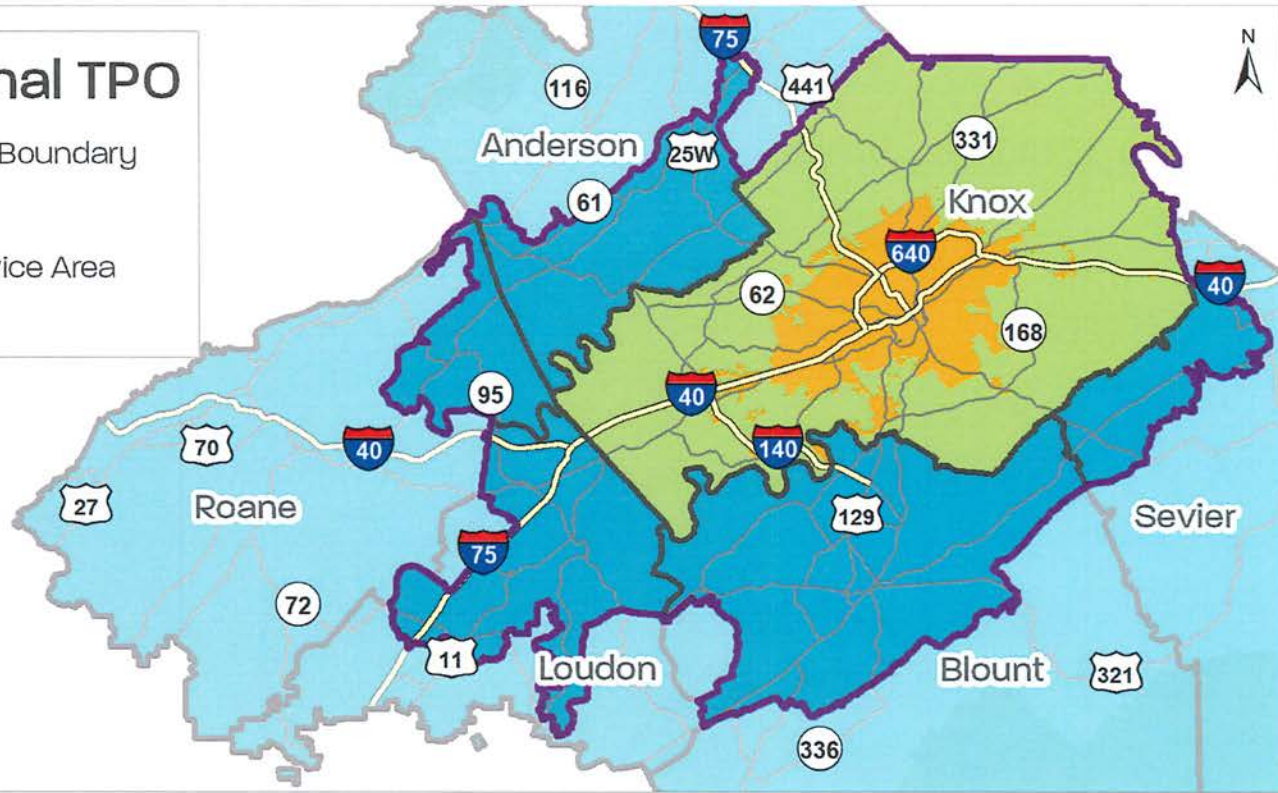 nal TPO
Boundary
ice Area
N
75
441
116
Anderson
25W
331
61
Knox
640
40
62
168
40
95
70
40
140
27
Roane
129
Sevier
75
72
11
Loudon
Blount
321
336